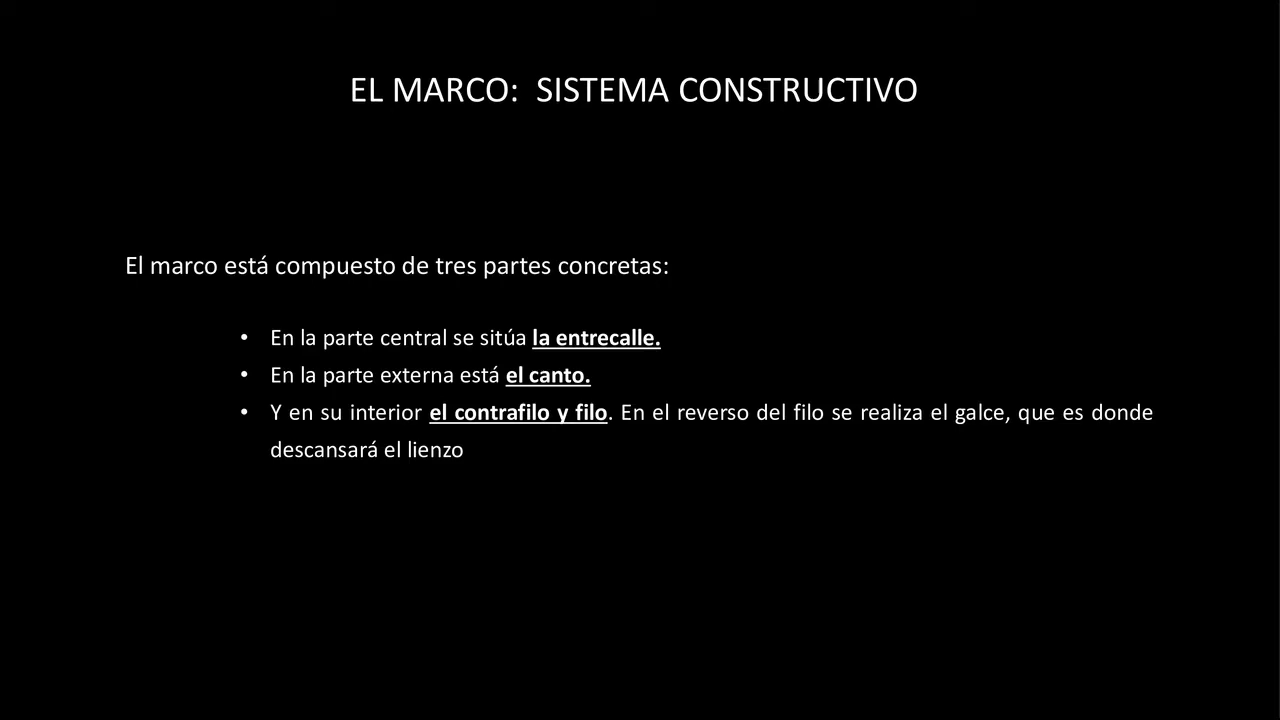 EL MARCO:  SISTEMA CONSTRUCTIVO
El marco está compuesto de tres partes concretas:
• En la parte central se sitúa la entrecalle.
• En la parte externa está el canto.
• Y en su interior el contrafilo y filo. En el reverso del filo se realiza el galce, que es donde
descansará el lienzo